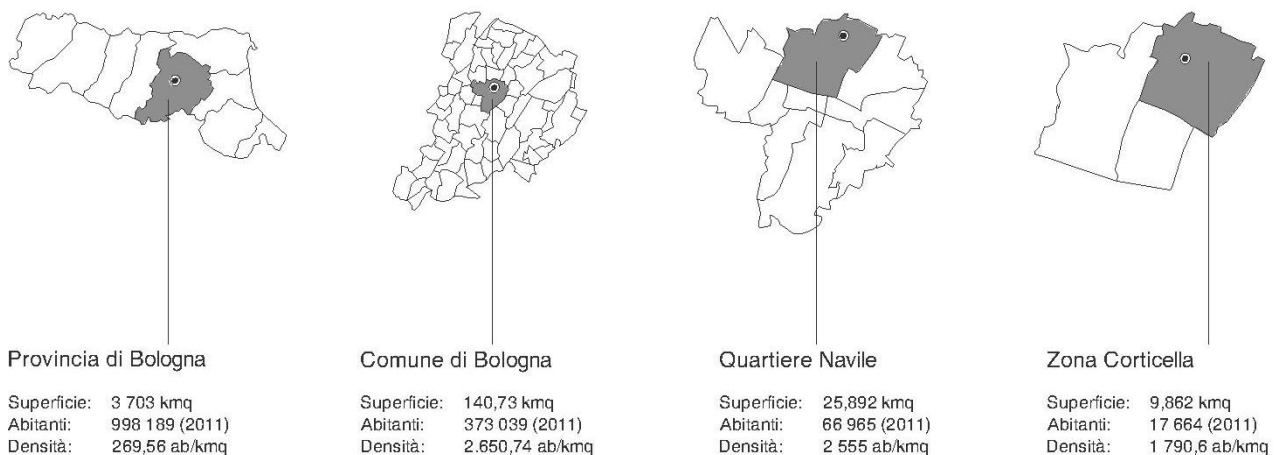 Provincia di Bologna
Superficie: 3 703 kmq
Abitanti: 998 189 (2011)
Densità: 269,56 ab/kmq
Comune di Bologna
Superficie: 140,73 kmq
Abitanti: 373 039 (2011)
Densità: 2.650,74 ab/kmq
Quartiere Navile
Superficie: 25,892 kmq
Abitanti: 66 965 (2011)
Densità: 2 555 ab/kmq
Zona Corticella
Superficie: 9,862 kmq
Abitanti: 17 664 (2011)
Densità: 1 790,6 ab/kmq